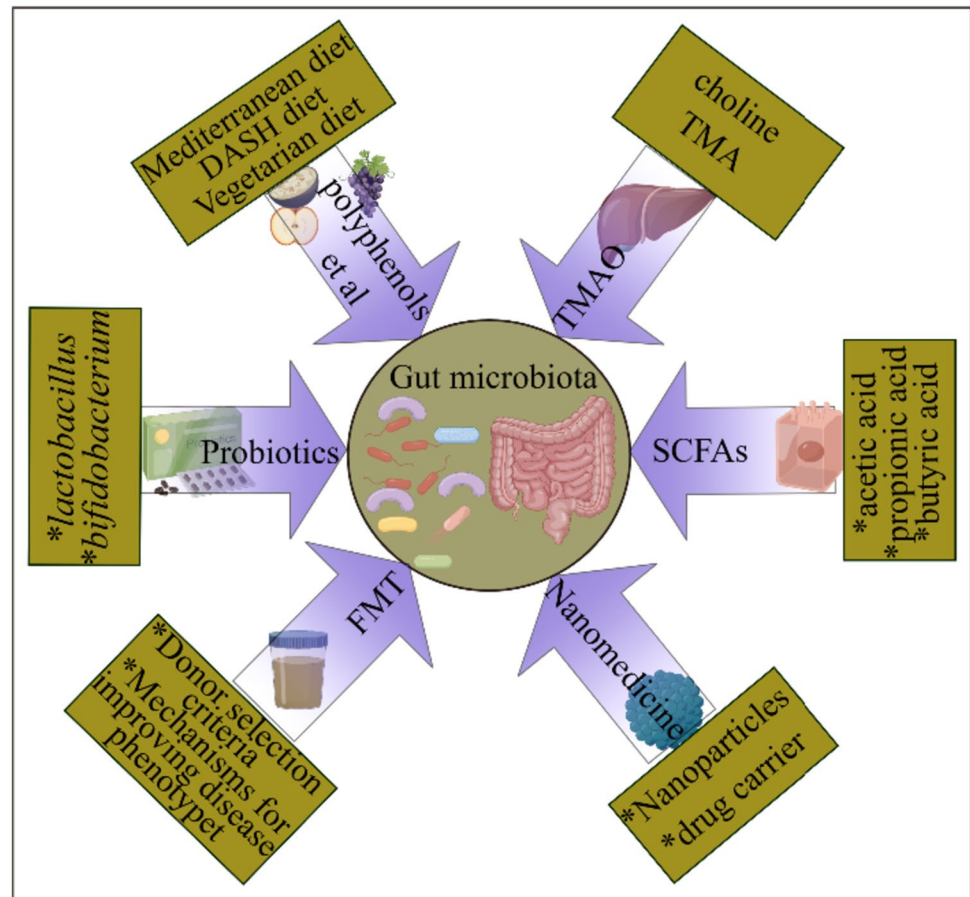 Mediterranean diet
DASH diet
Vegetarian diet
polyphenols
et al
choline
TMA
TMAO
Gut microbiota
*lactobacillus
*bifidobacterium
Probiotics
SCFAs
*acetic acid
*propionic acid
*butyric acid
FMT
*Donor selection
criteria
*Mechanisms for
improving disease
phenotypet
Nanomedicine
*Nanoparticles
*drug carrier